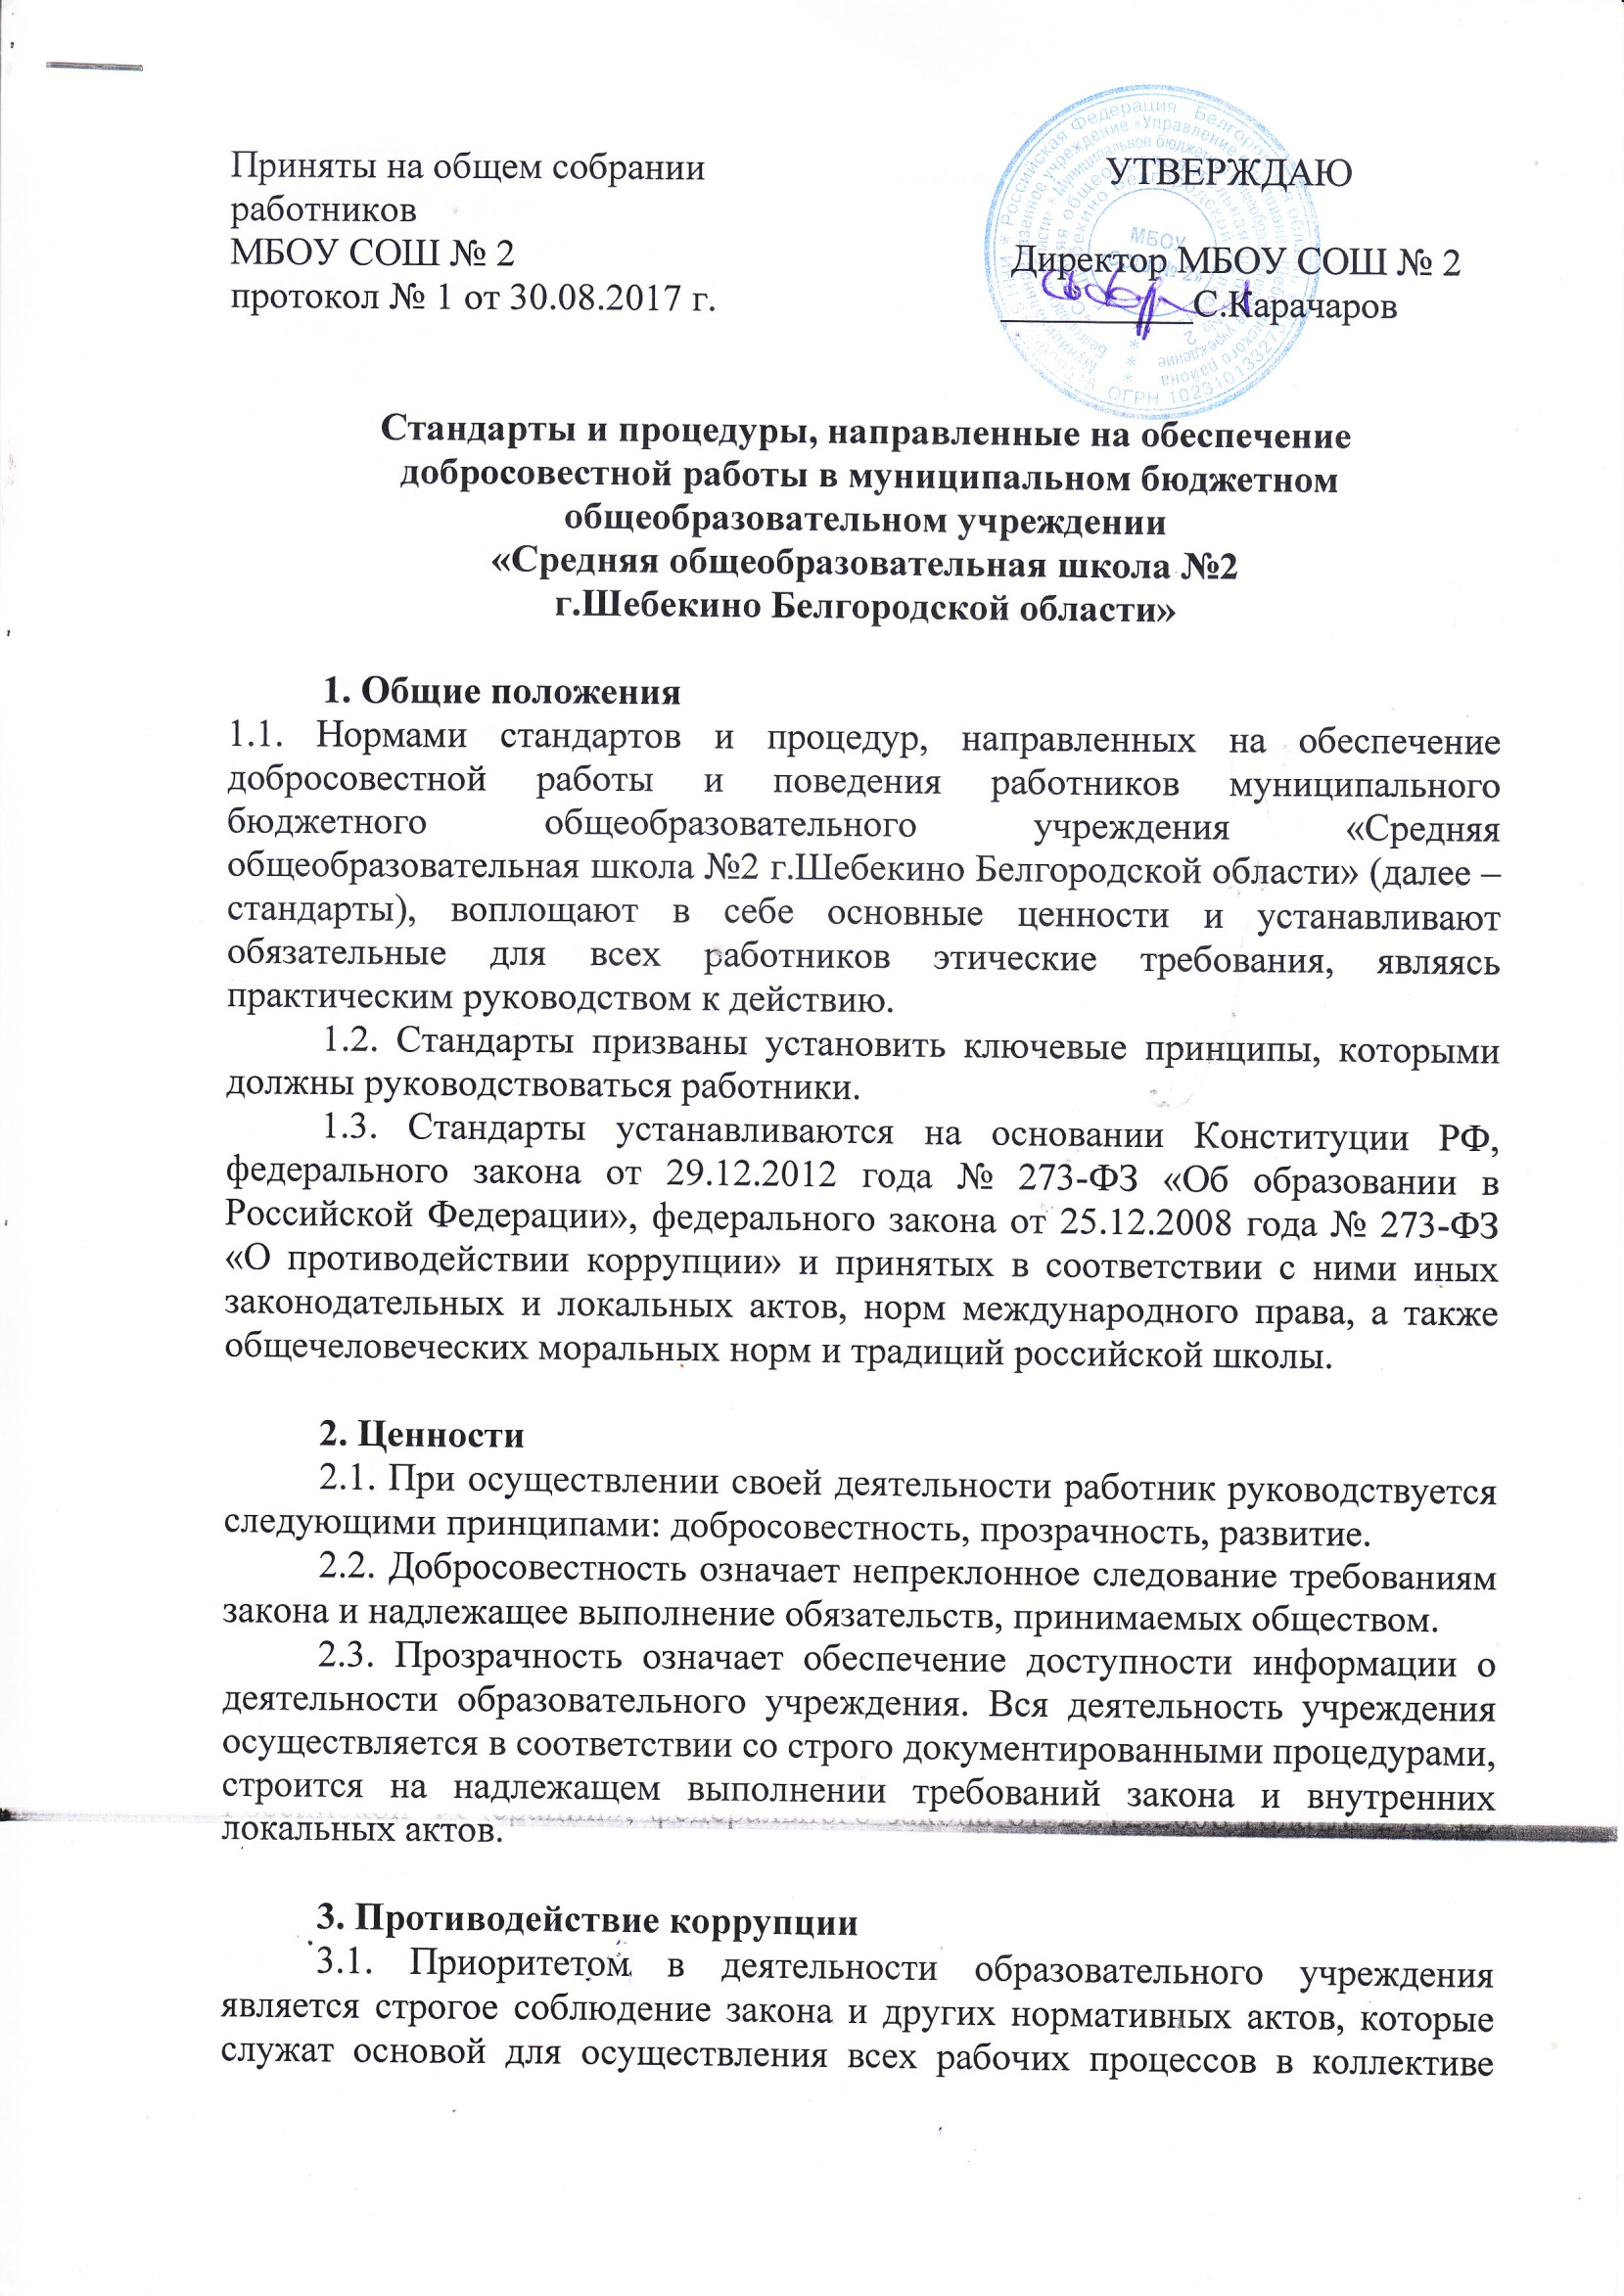 Приняты на общем собрании
работников
МБОУ СОШ № 2
протокол № 1 от 30.08.2017 г.
УТВЕРЖДАЮ
Директор МБОУ СОШ № 2
С.Карачаров
МБОУ
ОГРН
Стандарты и процедуры, направленные на обеспечение
добросовестной работы в муниципальном бюджетном
общеобразовательном учреждении
«Средняя общеобразовательная школа №2
г.Шебекино Белгородской области»
1. Общие положения
1.1. Нормами стандартов и процедур, направленных на обеспечение
добросовестной работы и поведения работников муниципального
бюджетного общеобразовательного учреждения «Средняя
общеобразовательная школа №2 г.Шебекино Белгородской области» (далее –
стандарты), воплощают в себе основные ценности и устанавливают
обязательные для всех работников этические требования, являясь
практическим руководством к действию.
1.2. Стандарты призваны установить ключевые принципы, которыми
должны руководствоваться работники.
1.3. Стандарты устанавливаются на основании Конституции РФ,
федерального закона от 29.12.2012 года № 273-ФЗ «Об образовании в
Российской Федерации», федерального закона от 25.12.2008 года № 273-ФЗ
«О противодействии коррупции» и принятых в соответствии с ними иных
законодательных и локальных актов, норм международного права, а также
общечеловеческих моральных норм и традиций российской школы.
2. Ценности
2.1. При осуществлении своей деятельности работник руководствуется
следующими принципами: добросовестность, прозрачность, развитие.
2.2. Добросовестность означает непреклонное следование требованиям
закона и надлежащее выполнение обязательств, принимаемых обществом.
2.3. Прозрачность означает обеспечение доступности информации о
деятельности образовательного учреждения. Вся деятельность учреждения
осуществляется в соответствии со строго документированными процедурами,
строится на надлежащем выполнении требований закона и внутренних
локальных актов.
3. Противодействие коррупции
3.1. Приоритетом в деятельности образовательного учреждения
является строгое соблюдение закона и других нормативных актов, которые
служат основой для осуществления всех рабочих процессов в коллективе